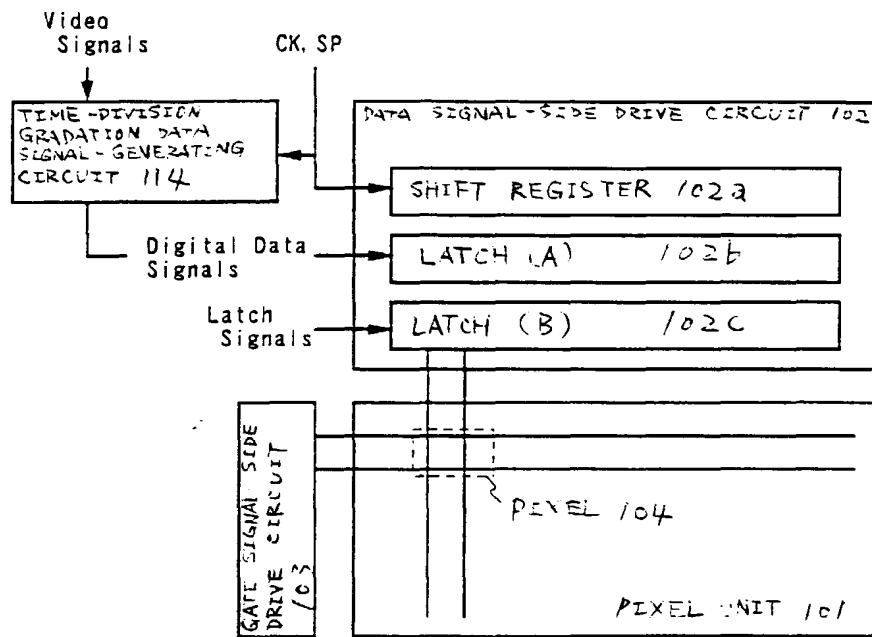 Video
Signals
CK, SP
TIME-DIVISION
GRADATION DATA
SIGNAL-GENERATING
CIRCUIT 114
DATA SIGNAL-SIDE DRIVE CIRCUIT 102
SHIFT REGISTER 102a
Digital Data
Signals
LATCH (A) 102b
Latch
Signals
LATCH (B) 102c
GATE SIGNAL SIDE
DRIVE CIRCUIT
103
PIXEL 104
PIXEL UNIT 101